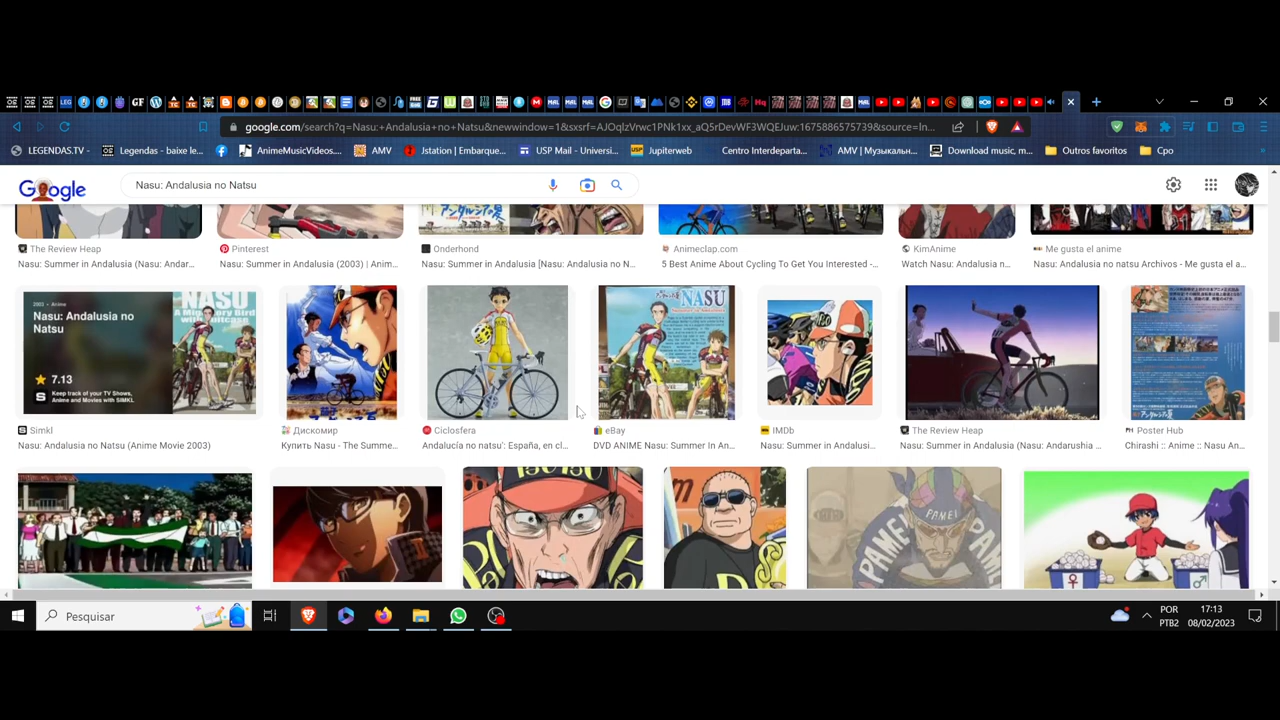 google.com/search?q=Nasu:+Andalusia+no+Natsu&newwindow=1&sxsrf=AJOqlzVrwc1PNk1xx_aQ5rDevWF3WQEJuw:1675886575739&source=ln...
LEGENDAS.TV -
Legendas - baixe le...
AnimeMusicVideos....
AMV
Jstation | Embarque...
USP Mail - Universi...
Jupiterweb
Centro Interdeparta...
AMV | Музыкальн...
Download music, m...
Outros favoritos
Cpo
Google
Nasu: Andalusia no Natsu
The Review Heap
Nasu: Summer in Andalusia (Nasu: Andar...
Pinterest
Nasu: Summer in Andalusia (2003) | Anim...
Onderhond
Nasu: Summer in Andalusia [Nasu: Andalusia no N...
Animeclap.com
5 Best Anime About Cycling To Get You Interested -...
KimAnime
Watch Nasu: Andalusia n...
Me gusta el anime
Nasu: Andalusia no natsu Archivos - Me gusta el a...
2003 • Anime
Nasu: Andalusia no
Natsu
7.13
Keep track of your TV Shows,
Anime and Movies with SIMKL
NASU
A Migratory Bird
with Suitcase
NASU
Simkl
Nasu: Andalusia no Natsu (Anime Movie 2003)
Дискомир
Купить Nasu - The Summe...
Ciclosfera
Andalucía no natsu': España, en cl...
eBay
DVD ANIME Nasu: Summer In An...
IMDb
Nasu: Summer in Andalusi...
The Review Heap
Nasu: Summer in Andalusia (Nasu: Andarushia ...
Poster Hub
Chirashi :: Anime :: Nasu An...
PAMEI
PAMEI
Pesquisar
POR
PTB2
17:13
08/02/2023